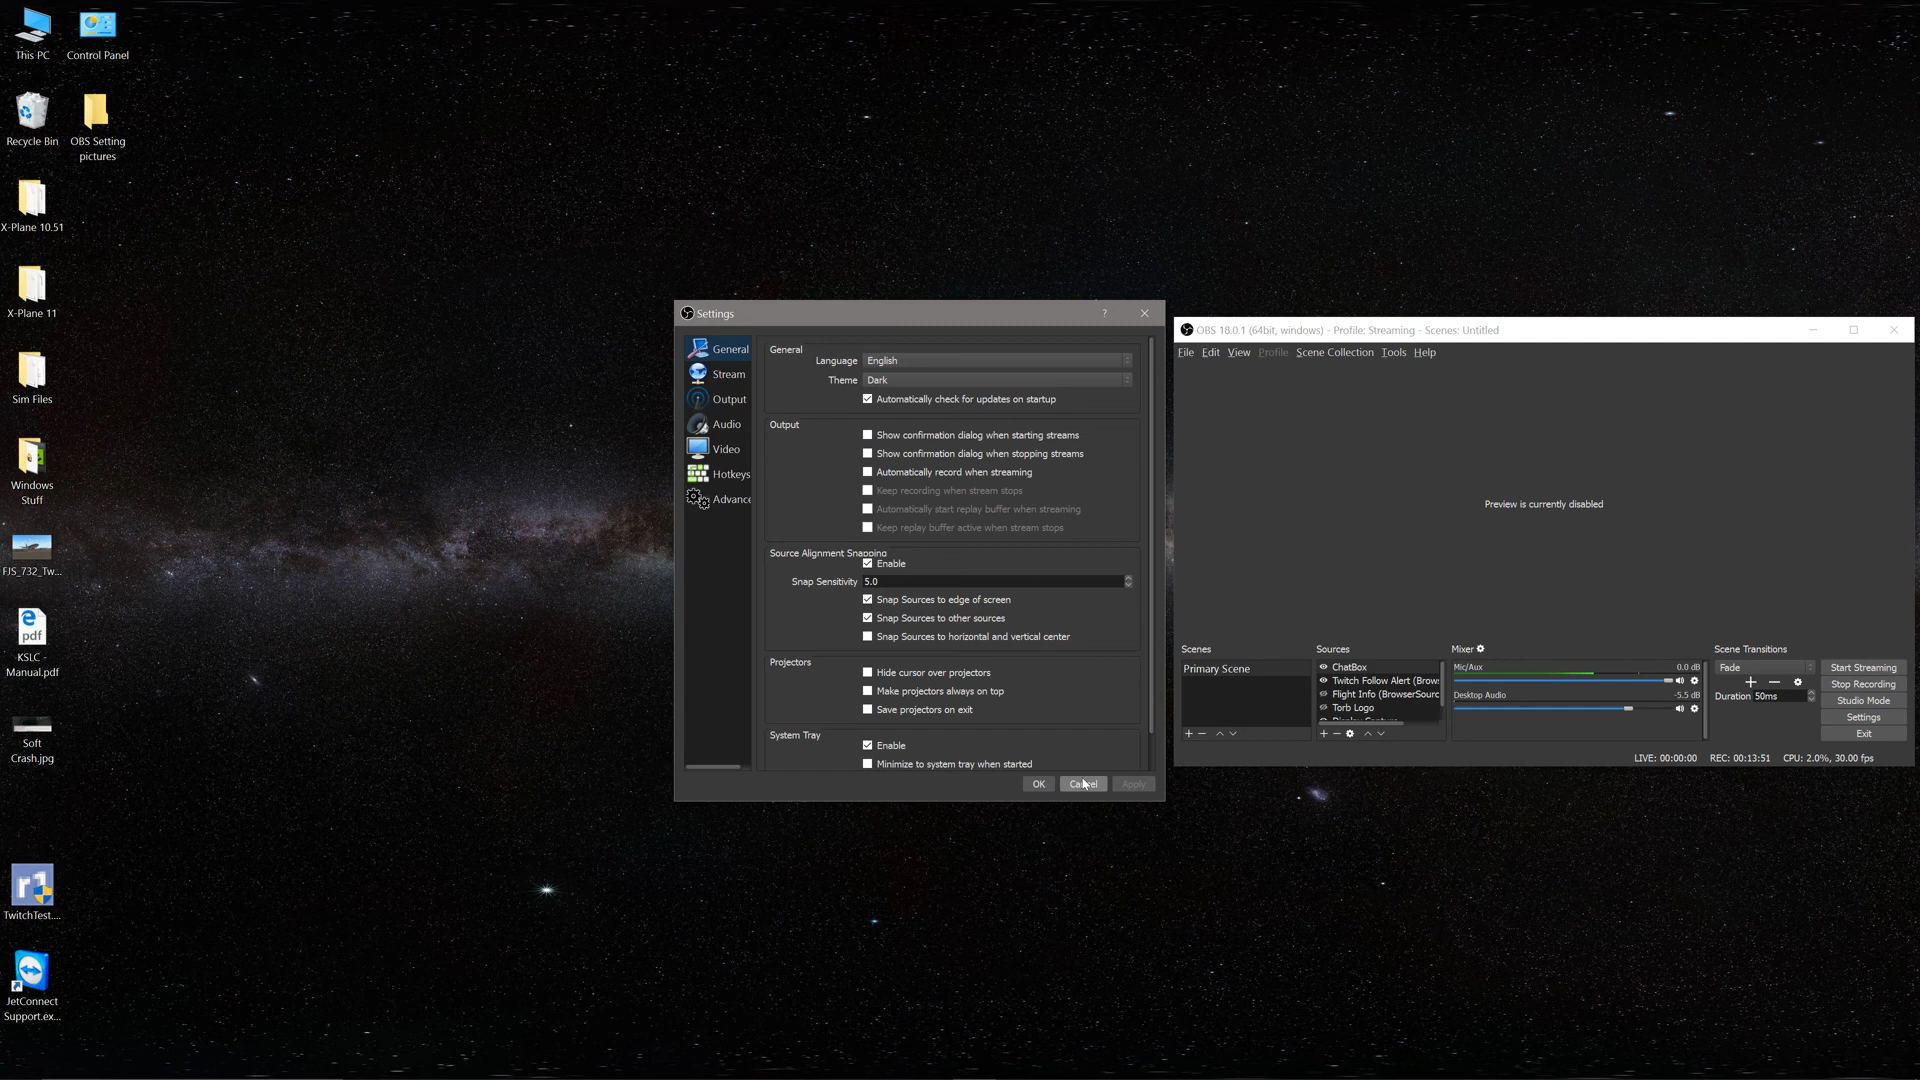 This PC
Control Panel
Recycle Bin
OBS Setting
pictures
X-Plane 10.51
X-Plane 11
Sim Files
Windows
Stuff
FJS_732_Tw...
pdf
KSLC -
Manual.pdf
Soft
Crash.jpg
TwitchTest....
JetConnect
Support.ex...
Settings
?
General
Stream
Output
Audio
Video
Hotkeys
Advance
General
Language English
Theme Dark
Automatically check for updates on startup
Output
Show confirmation dialog when starting streams
Show confirmation dialog when stopping streams
Automatically record when streaming
Keep recording when stream stops
Automatically start replay buffer when streaming
Keep replay buffer active when stream stops
Source Alignment Snapping
Enable
Snap Sensitivity 5.0
Snap Sources to edge of screen
Snap Sources to other sources
Snap Sources to horizontal and vertical center
Projectors
Hide cursor over projectors
Make projectors always on top
Save projectors on exit
System Tray
Enable
Minimize to system tray when started
OK Cancel Apply
OBS 18.0.1 (64bit, windows) - Profile: Streaming - Scenes: Untitled
File Edit View Profile Scene Collection Tools Help
Preview is currently disabled
Scenes
Primary Scene
Sources
ChatBox
Twitch Follow Alert (Brows
Flight Info (BrowserSourc
Torb Logo
Mixer
Mic/Aux 0.0 dB
Desktop Audio -5.5 dB
Scene Transitions
Fade
Duration 50ms
Start Streaming
Stop Recording
Studio Mode
Settings
Exit
LIVE: 00:00:00 REC: 00:13:51 CPU: 2.0%, 30.00 fps